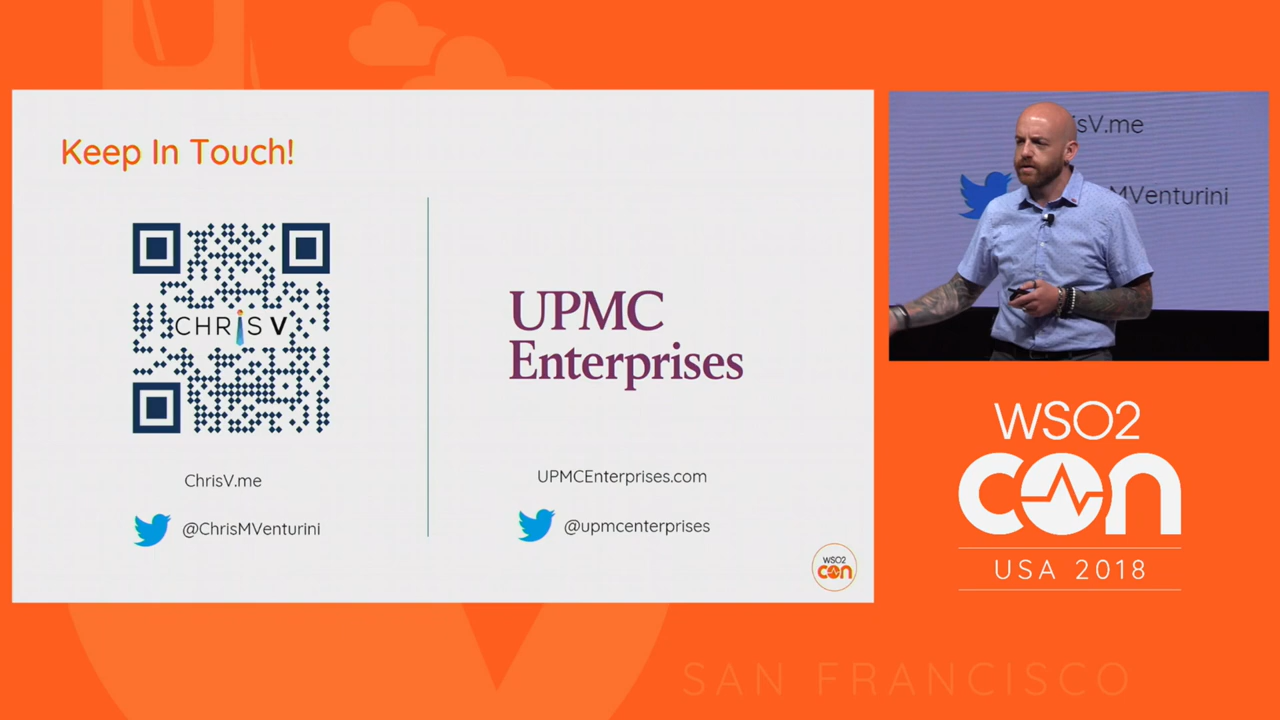 Keep In Touch!
CHRIS V
ChrisV.me
@ChrisMVenturini
UPMC
Enterprises
UPMCEnterprises.com
@upmcenterprises
WSO2
con
sV.me
MVenturini
WSO2
con
USA 2018
SAN FRANCISCO